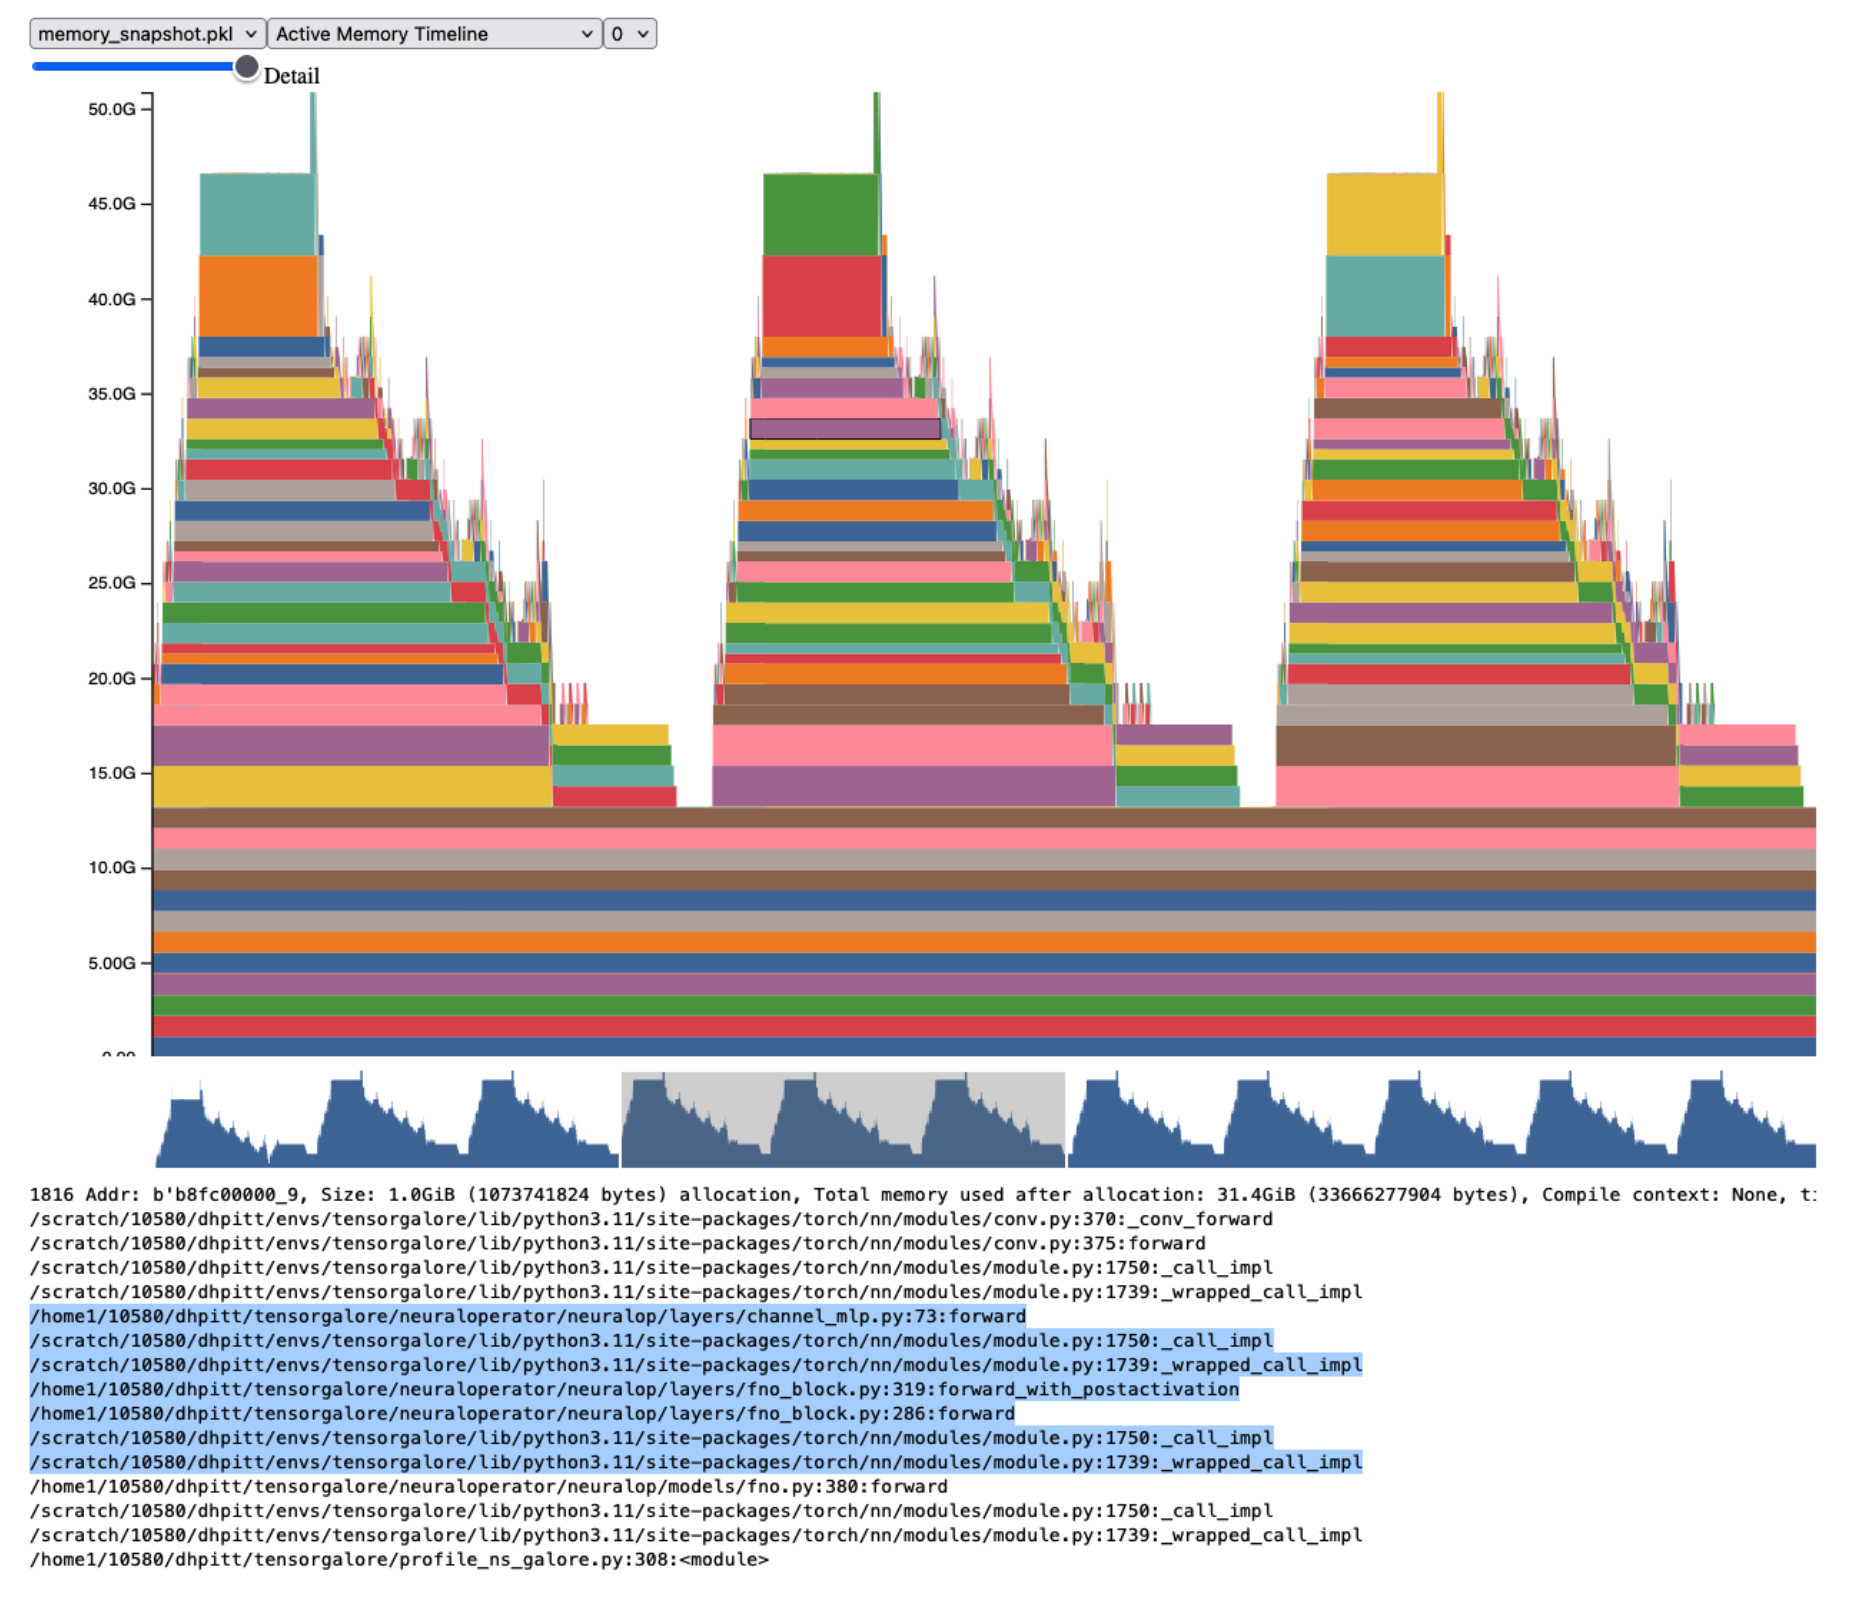 memory_snapshot.pkl Active Memory Timeline 0
Detail
50.0G
45.0G
40.0G
35.0G
30.0G
25.0G
20.0G
15.0G
10.0G
5.00G
1816 Addr: b'b8fc00000_9, Size: 1.0GiB (1073741824 bytes) allocation, Total memory used after allocation: 31.4GiB (33666277904 bytes), Compile context: None,
/scratch/10580/dhpitt/envs/tensorgalore/lib/python3.11/site-packages/torch/nn/modules/conv.py:370:_conv_forward
/scratch/10580/dhpitt/envs/tensorgalore/lib/python3.11/site-packages/torch/nn/modules/conv.py:375:forward
/scratch/10580/dhpitt/envs/tensorgalore/lib/python3.11/site-packages/torch/nn/modules/module.py:1750:_call_impl
/scratch/10580/dhpitt/envs/tensorgalore/lib/python3.11/site-packages/torch/nn/modules/module.py:1739:_wrapped_call_impl
/home1/10580/dhpitt/tensorgalore/neuraloperator/neuralop/layers/channel_mlp.py:73:forward
/scratch/10580/dhpitt/envs/tensorgalore/lib/python3.11/site-packages/torch/nn/modules/module.py:1750:_call_impl
/scratch/10580/dhpitt/envs/tensorgalore/lib/python3.11/site-packages/torch/nn/modules/module.py:1739:_wrapped_call_impl
/home1/10580/dhpitt/tensorgalore/neuraloperator/neuralop/layers/fno_block.py:319:forward_with_postactivation
/home1/10580/dhpitt/tensorgalore/neuraloperator/neuralop/layers/fno_block.py:286:forward
/scratch/10580/dhpitt/envs/tensorgalore/lib/python3.11/site-packages/torch/nn/modules/module.py:1750:_call_impl
/scratch/10580/dhpitt/envs/tensorgalore/lib/python3.11/site-packages/torch/nn/modules/module.py:1739:_wrapped_call_impl
/home1/10580/dhpitt/tensorgalore/neuraloperator/neuralop/models/fno.py:380:forward
/scratch/10580/dhpitt/envs/tensorgalore/lib/python3.11/site-packages/torch/nn/modules/module.py:1750:_call_impl
/scratch/10580/dhpitt/envs/tensorgalore/lib/python3.11/site-packages/torch/nn/modules/module.py:1739:_wrapped_call_impl
/home1/10580/dhpitt/tensorgalore/profile_ns_galore.py:308:<module>